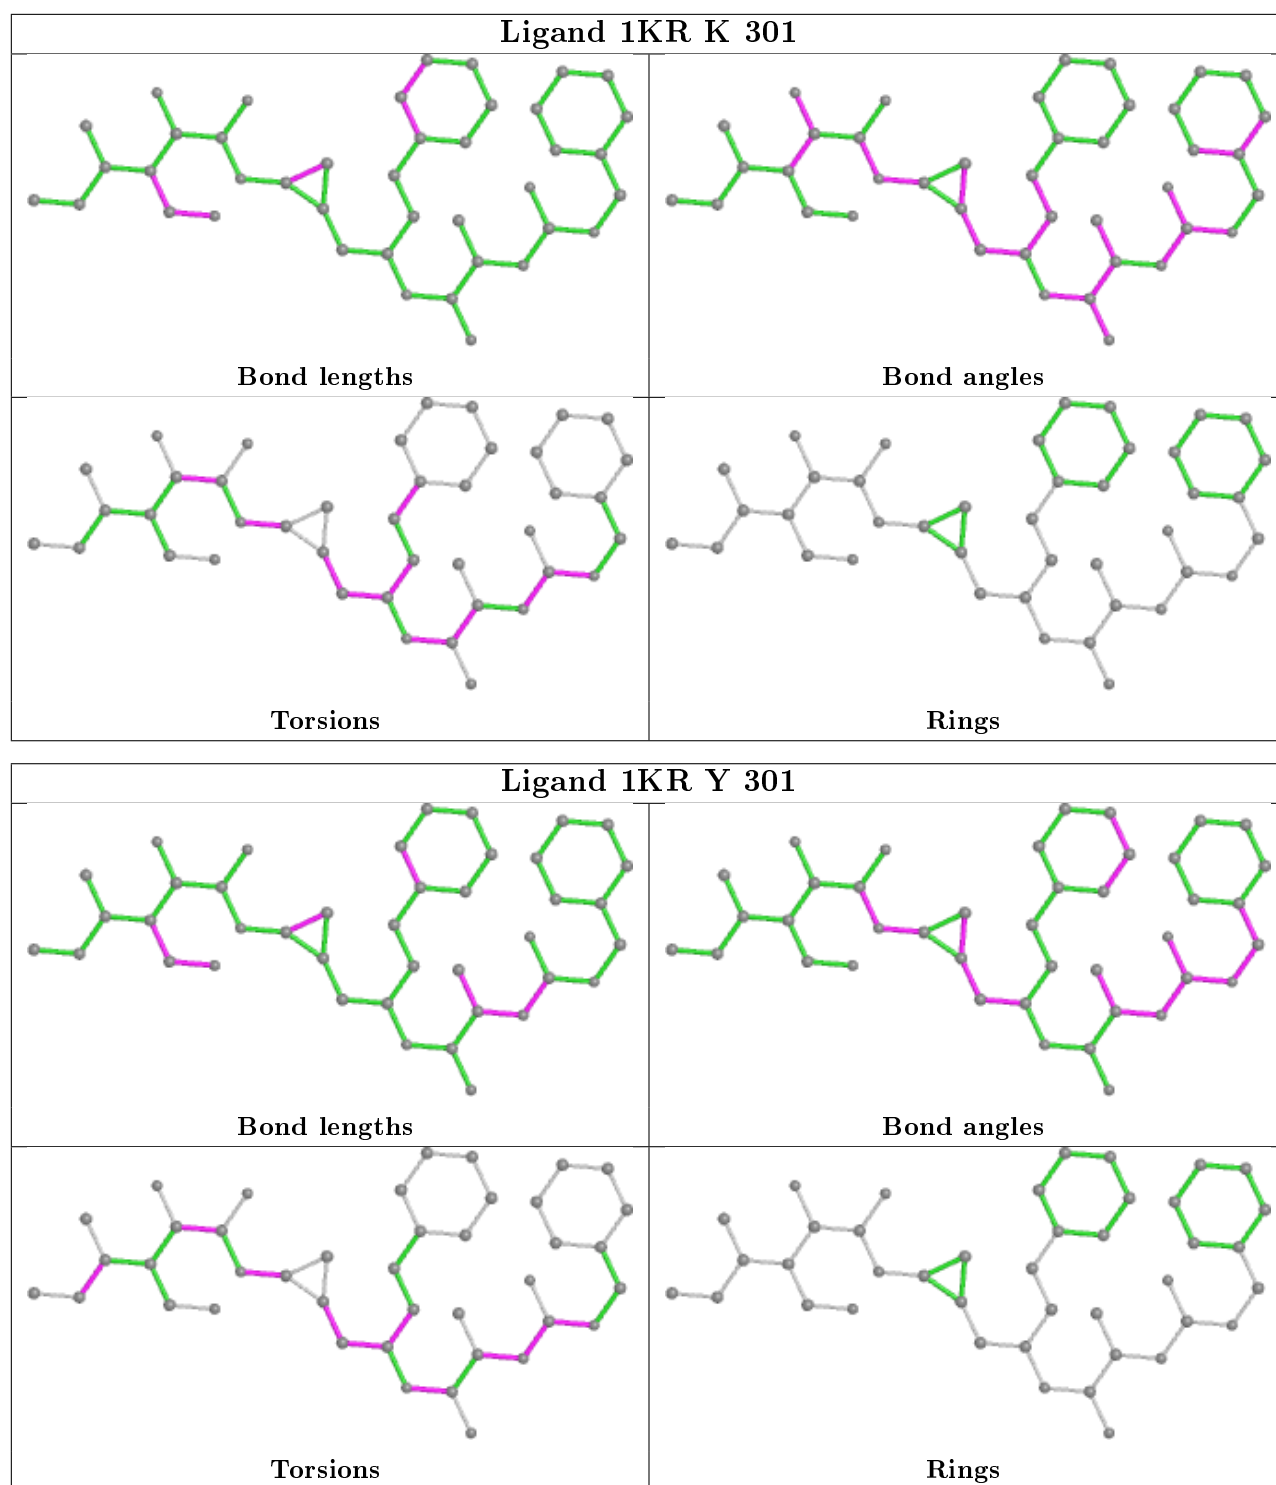 Ligand 1KR K 301
Bond lengths
Bond angles
Torsions
Rings
Ligand 1KR Y 301
Bond lengths
Bond angles
Torsions
Rings